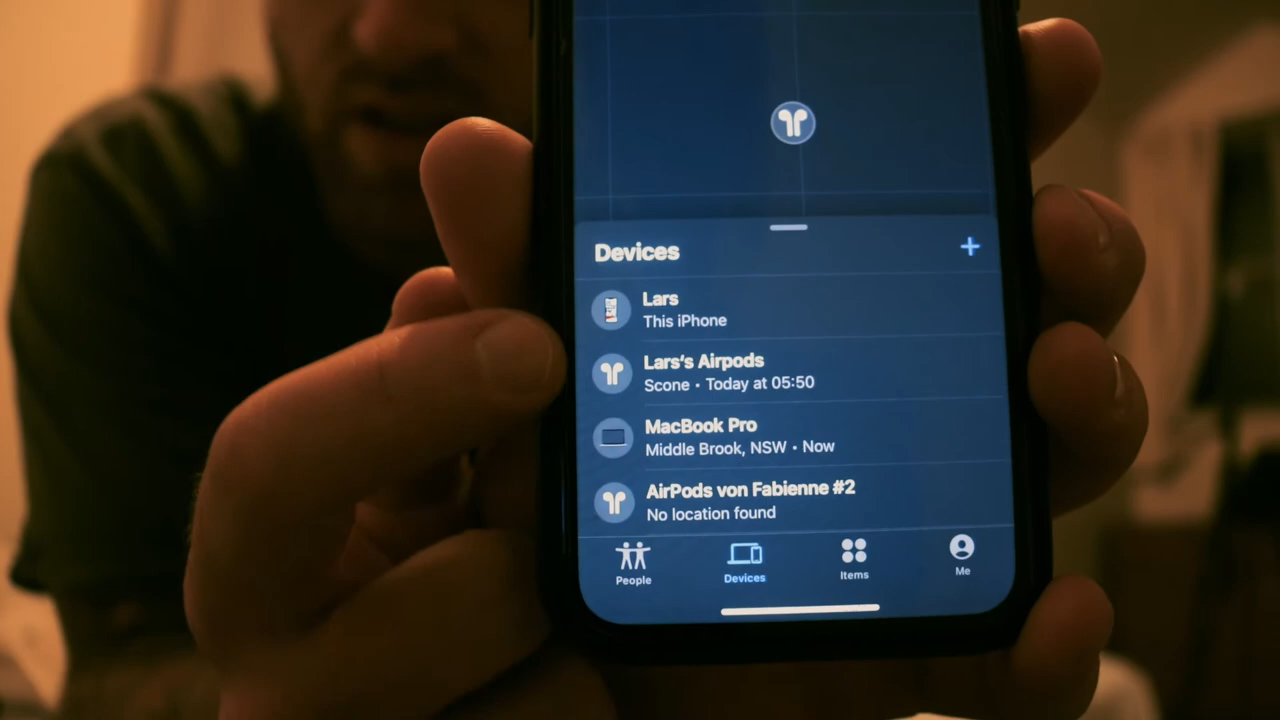 Devices
Lars
This iPhone
Lars's Airpods
Scone • Today at 05:50
MacBook Pro
Middle Brook, NSW • Now
AirPods von Fabienne #2
No location found
People
Devices
Items
Me